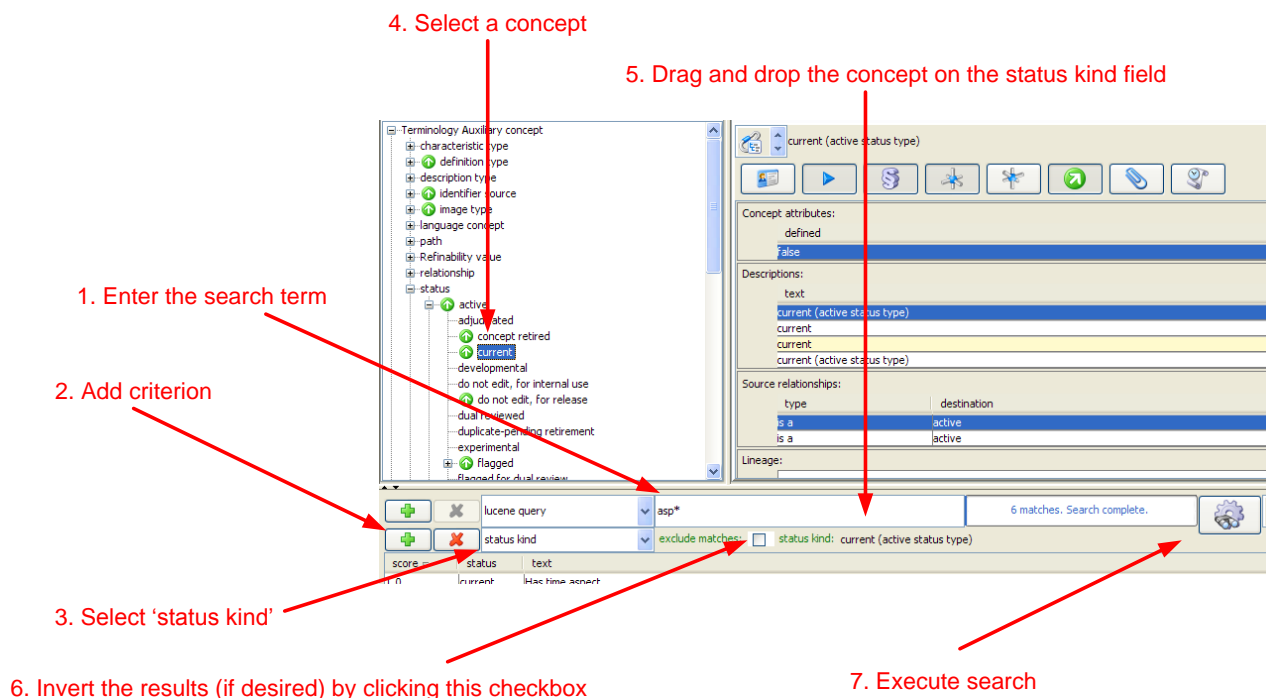 4. Select a concept
5. Drag and drop the concept on the status kind field
Terminology Auxiliary concept
characteristic type
definition type
description type
identifier source
image type
language concept
path
Refinability value
relationship
status
active
adjudicated
concept retired
current
developmental
do not edit, for internal use
do not edit, for release
dual reviewed
duplicate-pending retirement
experimental
flagged
flagged for dual review
current (active status type)
Concept attributes:
defined
false
Descriptions:
text
current (active status type)
current
current
current (active status type)
Source relationships:
type destination
is a active
is a active
Lineage:
1. Enter the search term
2. Add criterion
lucene query asp* 6 matches. Search complete.
status kind exclude matches: status kind: current (active status type)
score status text
1.0 current Has time aspect
3. Select ‘status kind’
6. Invert the results (if desired) by clicking this checkbox
7. Execute search